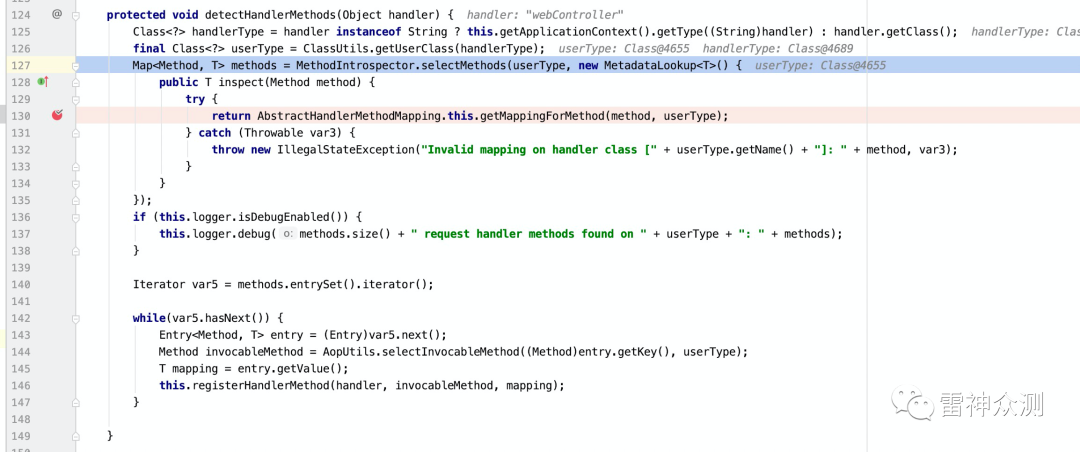 124 @ protected void detectHandlerMethods(Object handler) { handler: "webController"
125 Class<?> handlerType = handler instanceof String ? this.getApplicationContext().getType((String)handler) : handler.getClass(); handlerType: Clas
126 final Class<?> userType = ClassUtils.getUserClass(handlerType); userType: Class@4655 handlerType: Class@4689
127 Map<Method, T> methods = MethodIntrospector.selectMethods(userType, new MetadataLookup<T>() { userType: Class@4655
128 public T inspect(Method method) {
129 try {
130 return AbstractHandlerMethodMapping.this.getMappingForMethod(method, userType);
131 } catch (Throwable var3) {
132 throw new IllegalStateException("Invalid mapping on handler class [" + userType.getName() + "]: " + method, var3);
133 }
134 }
135 });
136 if (this.logger.isDebugEnabled()) {
137 this.logger.debug( o: methods.size() + " request handler methods found on " + userType + ": " + methods);
138 }
139
140 Iterator var5 = methods.entrySet().iterator();
141
142 while(var5.hasNext()) {
143 Entry<Method, T> entry = (Entry)var5.next();
144 Method invocableMethod = AopUtils.selectInvocableMethod((Method)entry.getKey(), userType);
145 T mapping = entry.getValue();
146 this.registerHandlerMethod(handler, invocableMethod, mapping);
147 }
148
149 }
雷神众测